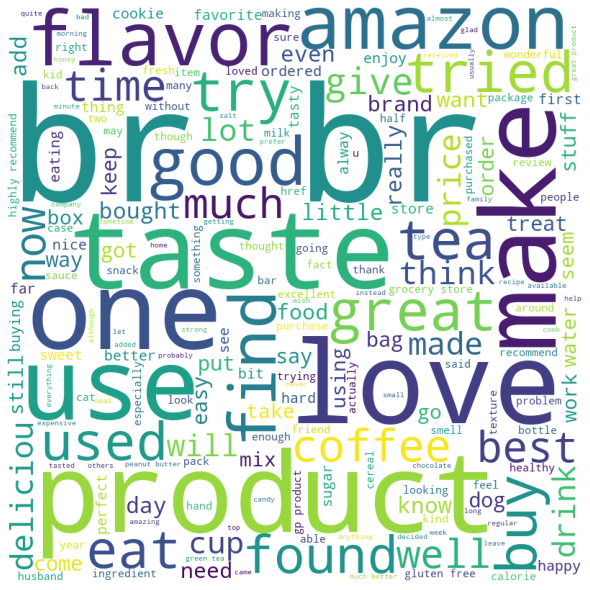 quite
bad
cookie
favorite
making
almost
glad
great product
add
morning
honey
back
minute
flavor
amazon
right
kid
fresh
item
sure
loved
even
enjoy
wonderful
received
usually
time
many
ordered
tried
thing
two
without
tasty
try
give
brand
want
package
first
stuff
highly recommend
br br
may
though
salt
prefer
milk
half
eating
keep
lot
good
really
alway
u
price
purchased
order
review
make
now
box
case
company
bought
much
little
href
store
family
people
way
nice
sauce
sometime
getting
taste
tea
treat
seem
far
got
snack
home
something
thought
going
fact
thank
think
type
recipe
available
grocery store
instead
although
let
added
strong
bar
excellent
wish
one
find
food
great
around
help
cook
water
sweet
probably
better
see
purchase
recommend
buying
still
everything
expensive
cat
meal
look
especially
easy
put
bit
say
trying
never
using
actually
bag
made
said
small
love
problem
work
use
hard
take
go
smell
texture
bottle
deliciou
used
will
enough
friend
coffee
best
tasted
others
peanut butter
pack
mix
cereal
chocolate
feel
healthy
product
perfect
day
hand
candy
sugar
looking
know
kind
dog
long
regular
buy
drink
amazing
top
gp product
able
anything
decided
week
leave
calorie
happy
year
come
eat
cup
found
well
gluten free
husband
ingredient
need
came
green tea
much better